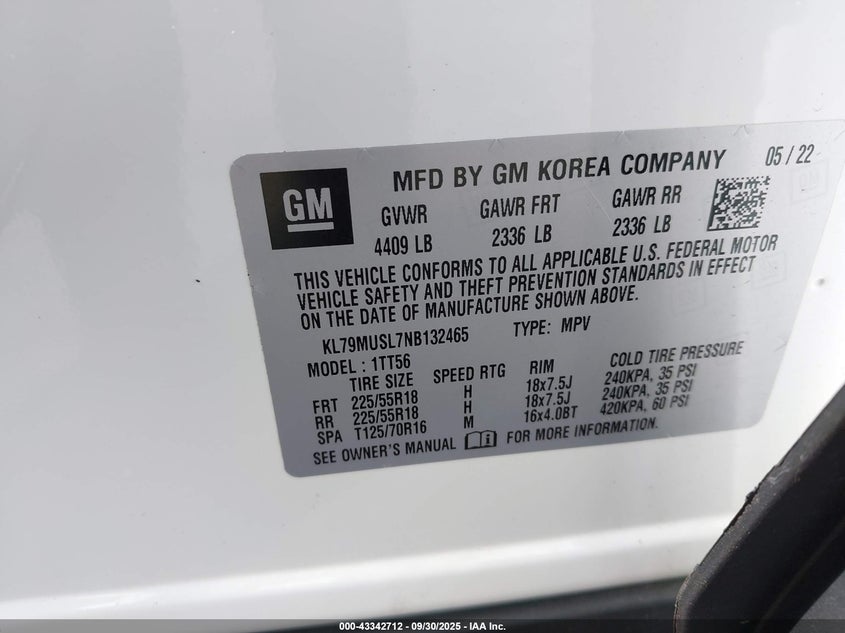 GM
MFD BY GM KOREA COMPANY 05 / 22
GVWR GAWR FRT GAWR RR
4409 LB 2336 LB 2336 LB
THIS VEHICLE CONFORMS TO ALL APPLICABLE U.S. FEDERAL MOTOR
VEHICLE SAFETY AND THEFT PREVENTION STANDARDS IN EFFECT
ON THE DATE OF MANUFACTURE SHOWN ABOVE.
KL79MUSL7NB132465 TYPE: MPV
MODEL : 1TT56
TIRE SIZE SPEED RTG RIM COLD TIRE PRESSURE
FRT 225/55R18 H 18x7.5J 240KPA, 35 PSI
RR 225/55R18 H 18x7.5J 240KPA, 35 PSI
SPA T125/70R16 M 16x4.0BT 420KPA, 60 PSI
SEE OWNER'S MANUAL FOR MORE INFORMATION.
000-43342712 - 09/30/2025 - IAA Inc.